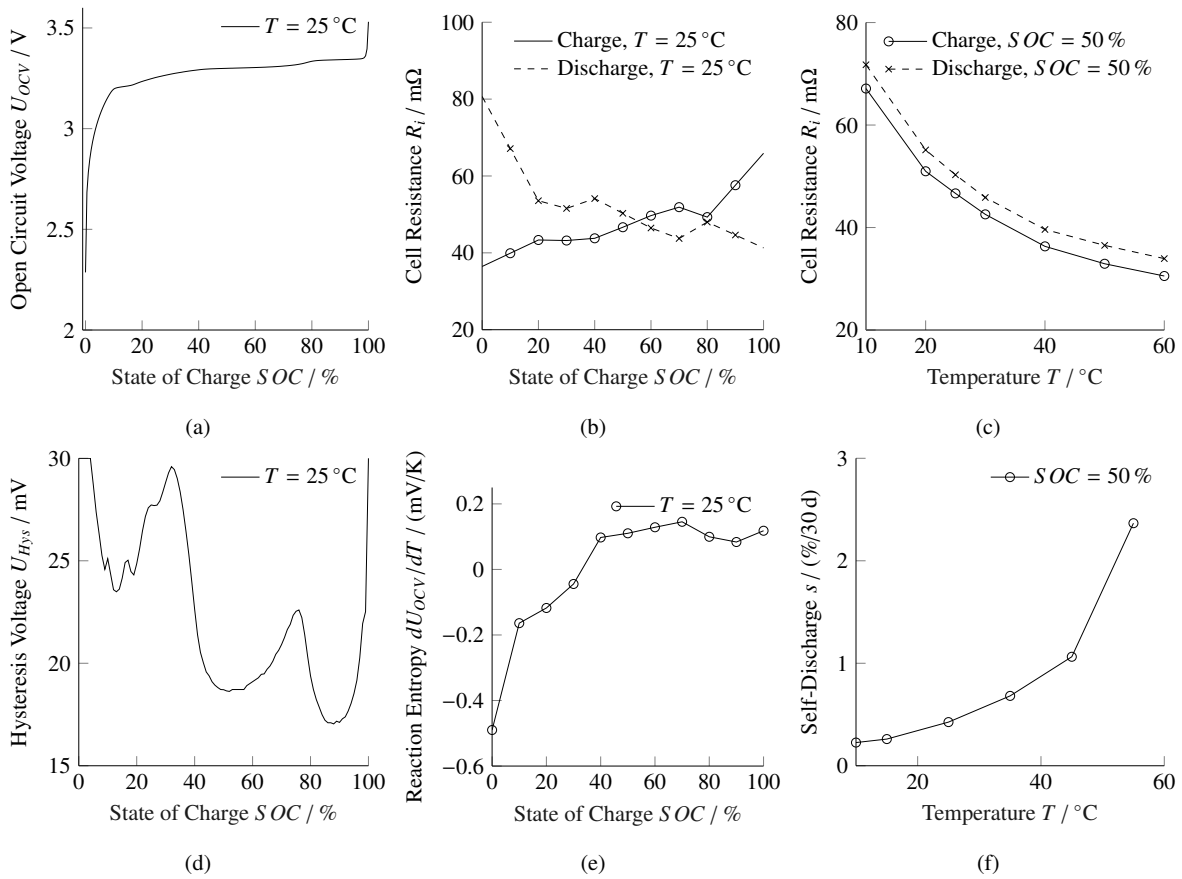 3.5
3
2.5
2
Open Circuit Voltage U_OCV / V
T = 25 °C
0 20 40 60 80 100
State of Charge SOC / %
(a)
100
80
60
40
20
Cell Resistance R_i / mΩ
Charge, T = 25 °C
Discharge, T = 25 °C
0 20 40 60 80 100
State of Charge SOC / %
(b)
80
60
40
20
Cell Resistance R_i / mΩ
Charge, SOC = 50 %
Discharge, SOC = 50 %
10 20 40 60
Temperature T / °C
(c)
30
25
20
15
Hysteresis Voltage U_Hys / mV
T = 25 °C
0 20 40 60 80 100
State of Charge SOC / %
(d)
0.2
0
−0.2
−0.4
−0.6
Reaction Entropy dU_OCV/dT / (mV/K)
T = 25 °C
0 20 40 60 80 100
State of Charge SOC / %
(e)
3
2
1
0
Self-Discharge s / (%/30 d)
SOC = 50 %
20 40 60
Temperature T / °C
(f)